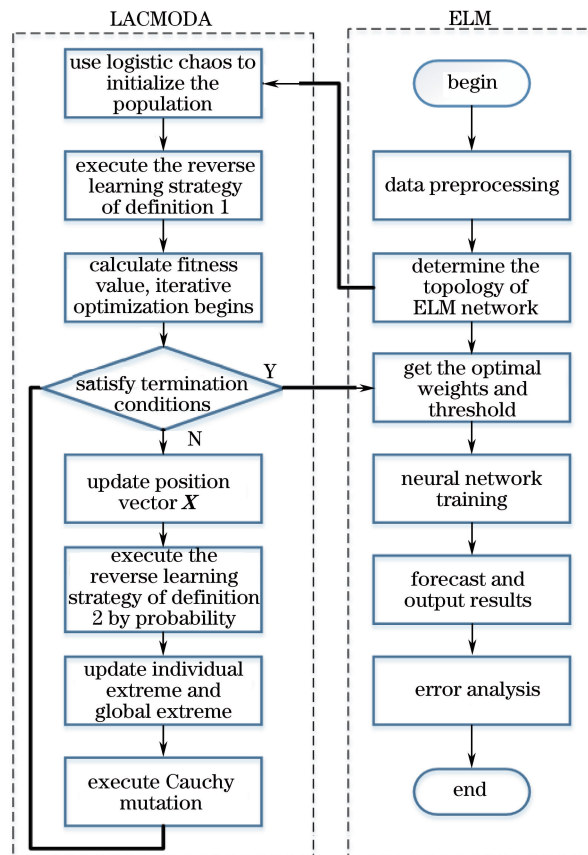 LACMODA
use logistic chaos to
initialize the
population
execute the reverse
learning strategy
of definition 1
calculate fitness
value, iterative
optimization begins
satisfy termination
conditions
Y
N
update position
vector X
execute the
reverse learning
strategy of definition
2 by probability
update individual
extreme and
global extreme
execute Cauchy
mutation
ELM
begin
data preprocessing
determine the
topology of
ELM network
get the optimal
weights and
threshold
neural network
training
forecast and
output results
error analysis
end